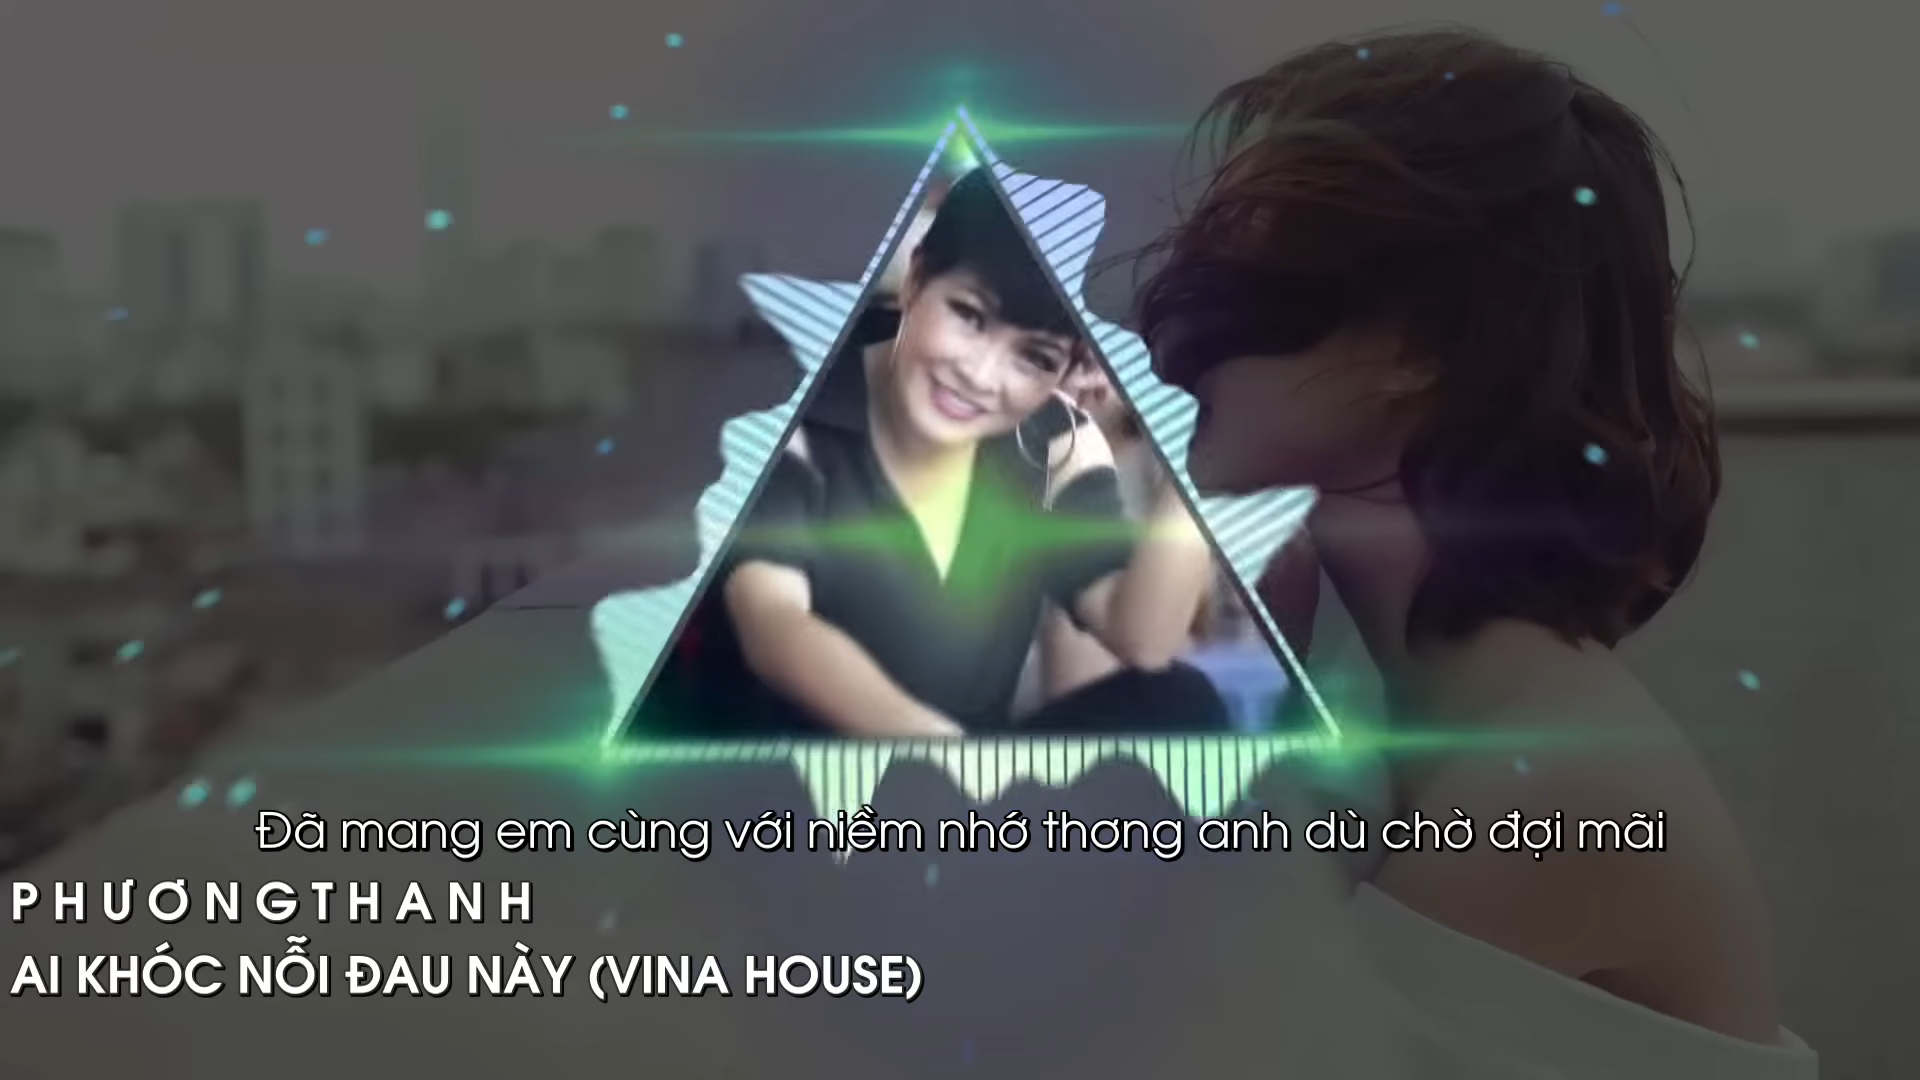 Đã mang em cùng với niềm nhớ thương anh dù chờ đợi mãi
PHƯƠNGTHANH
AI KHÓC NỖI ĐAU NÀY (VINA HOUSE)